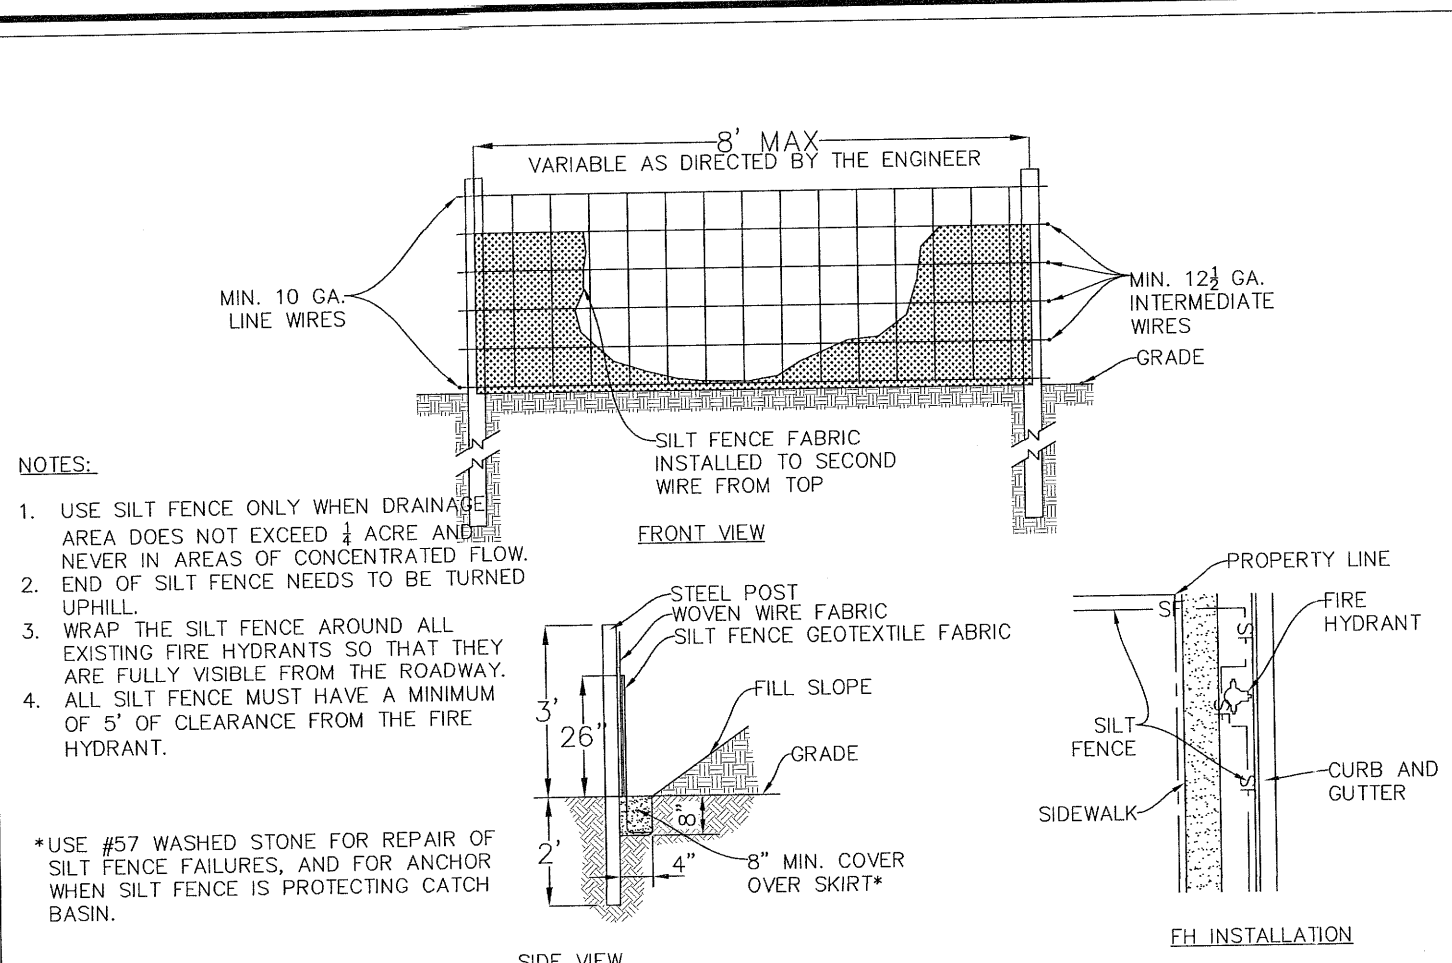 8' MAX
VARIABLE AS DIRECTED BY THE ENGINEER
MIN. 10 GA.
LINE WIRES
MIN. 12½ GA.
INTERMEDIATE
WIRES
GRADE
SILT FENCE FABRIC
INSTALLED TO SECOND
WIRE FROM TOP
FRONT VIEW
NOTES:
1. USE SILT FENCE ONLY WHEN DRAINAGE
AREA DOES NOT EXCEED ¼ ACRE AND
NEVER IN AREAS OF CONCENTRATED FLOW.
2. END OF SILT FENCE NEEDS TO BE TURNED
UPHILL.
3. WRAP THE SILT FENCE AROUND ALL
EXISTING FIRE HYDRANTS SO THAT THEY
ARE FULLY VISIBLE FROM THE ROADWAY.
4. ALL SILT FENCE MUST HAVE A MINIMUM
OF 5' OF CLEARANCE FROM THE FIRE
HYDRANT.
*USE #57 WASHED STONE FOR REPAIR OF
SILT FENCE FAILURES, AND FOR ANCHOR
WHEN SILT FENCE IS PROTECTING CATCH
BASIN.
STEEL POST
WOVEN WIRE FABRIC
SILT FENCE GEOTEXTILE FABRIC
FILL SLOPE
3'
26"
GRADE
8"
2'
4"
8" MIN. COVER
OVER SKIRT*
SIDE VIEW
PROPERTY LINE
FIRE
HYDRANT
SF
SF
SF
SF
SILT
FENCE
SIDEWALK
CURB AND
GUTTER
FH INSTALLATION